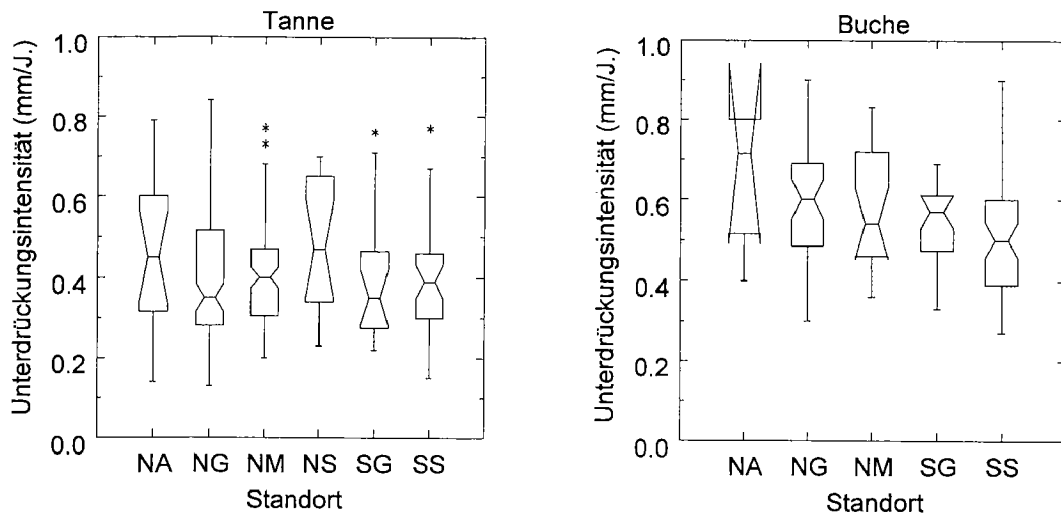 Tanne
Unterdrückungsintensität (mm/J.)
1.0
0.8
0.6
0.4
0.2
0.0
NA NG NM NS SG SS
Standort
Buche
Unterdrückungsintensität (mm/J.)
1.0
0.8
0.6
0.4
0.2
0.0
NA NG NM SG SS
Standort